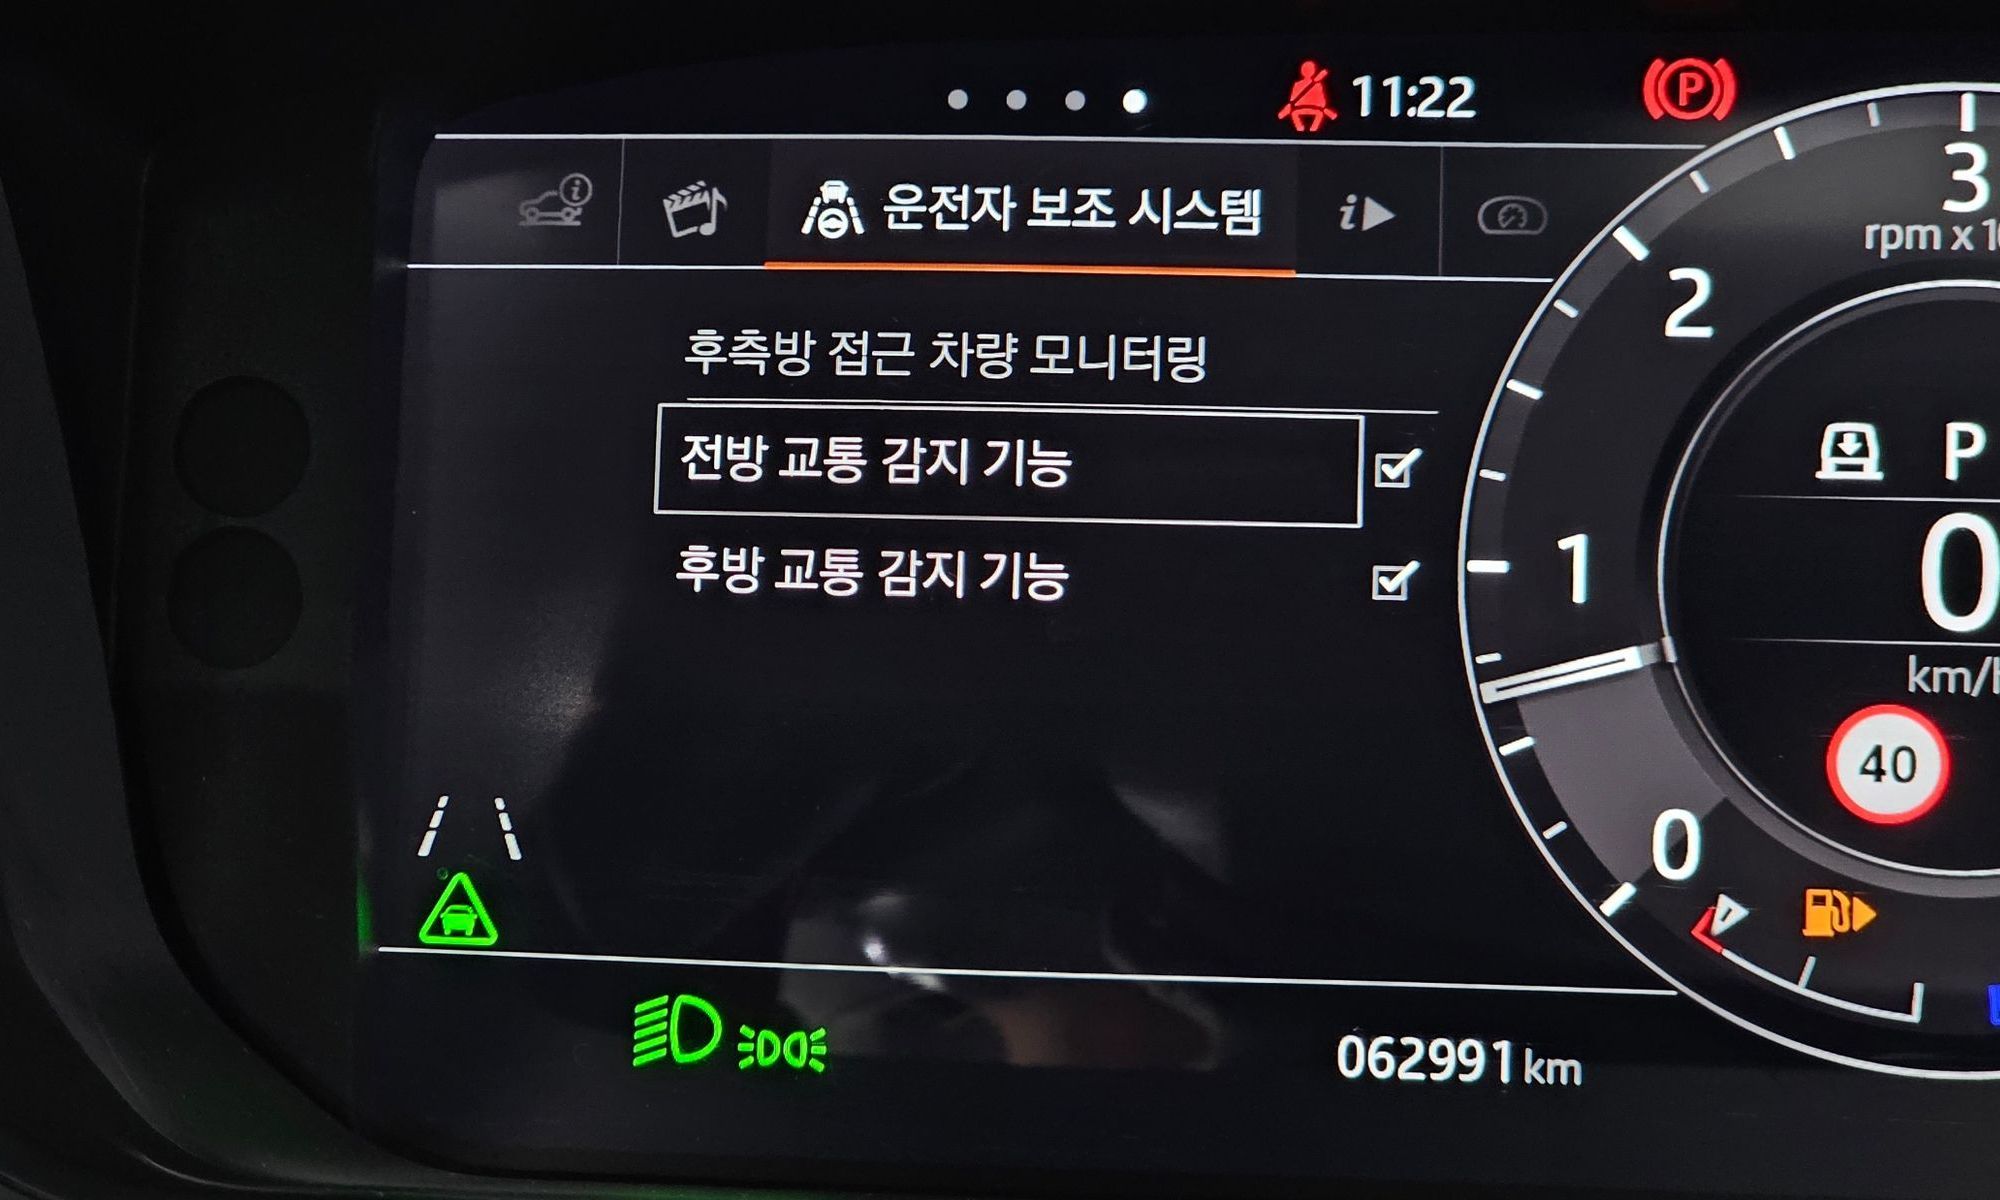 11:22
P
운전자 보조 시스템
i
i
후측방 접근 차량 모니터링
전방 교통 감지 기능
후방 교통 감지 기능
3
rpm x 1
2
1
0
P
0
km/h
40
062991 km